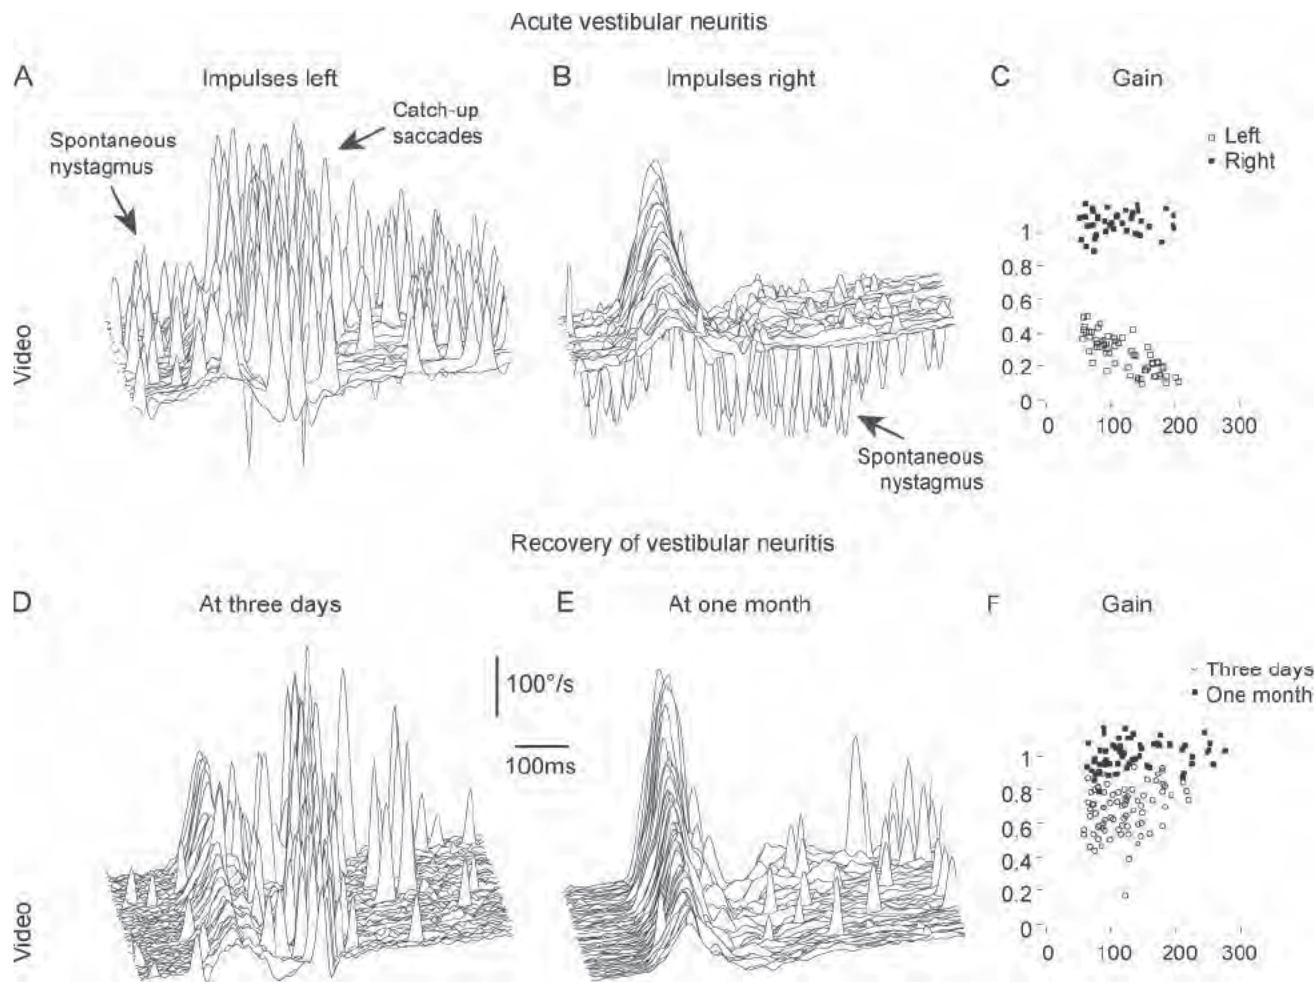 Acute vestibular neuritis
A
Impulses left
B
Impulses right
C
Gain
Spontaneous
nystagmus
Catch-up
saccades
Left
Right
1
0.8
0.6
0.4
0.2
0
0
100
200
300
Video
Spontaneous
nystagmus
Recovery of vestibular neuritis
D
At three days
E
At one month
F
Gain
100°/s
100ms
Three days
One month
1
0.8
0.6
0.4
0.2
0
0
100
200
300
Video